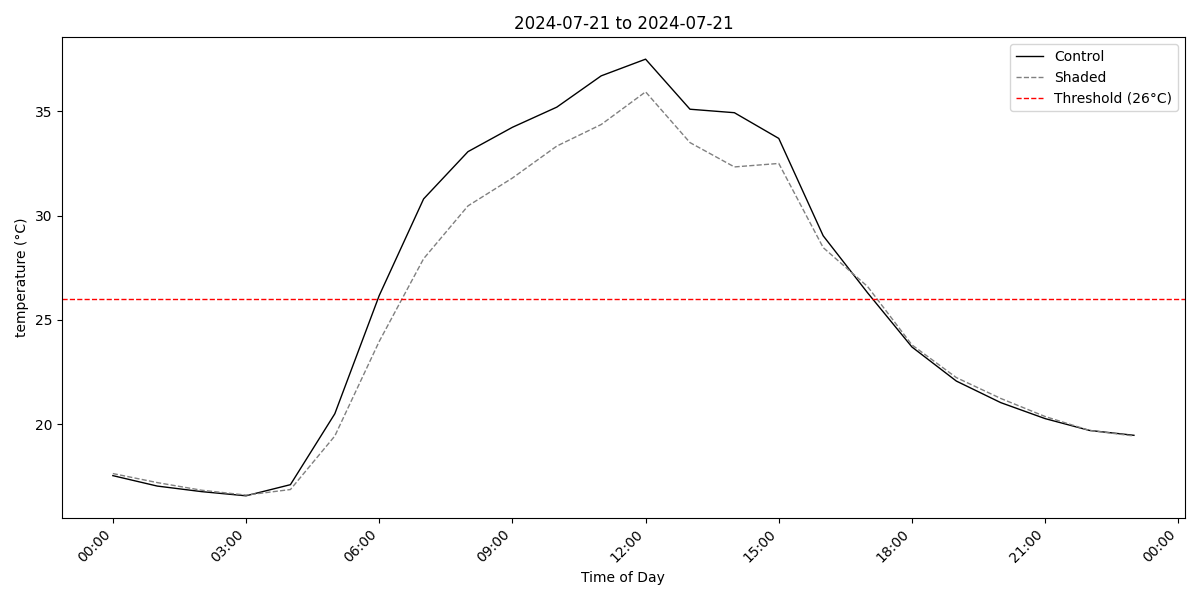 2024-07-21 to 2024-07-21
Control
Shaded
Threshold (26°C)
temperature (°C)
35
30
25
20
00:00
03:00
06:00
09:00
12:00
15:00
18:00
21:00
00:00
Time of Day